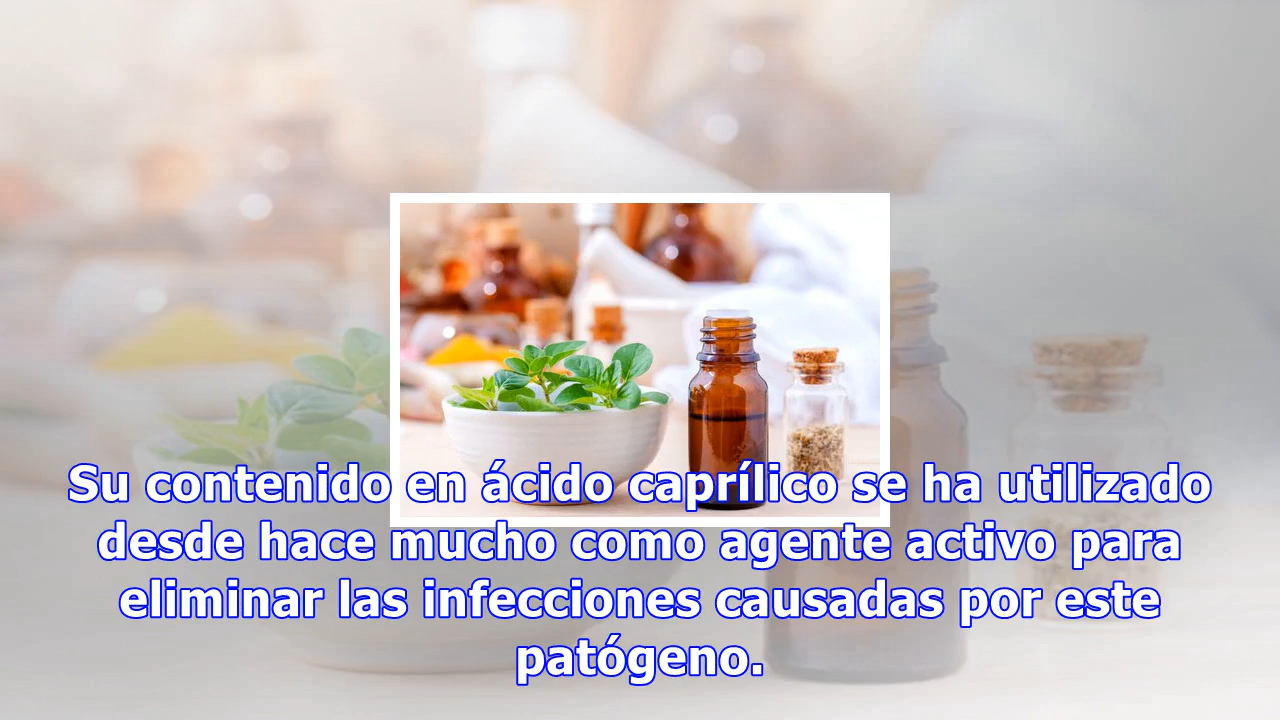 Su contenido en ácido caprílico se ha utilizado
desde hace mucho como agente activo para
eliminar las infecciones causadas por este
patógeno.